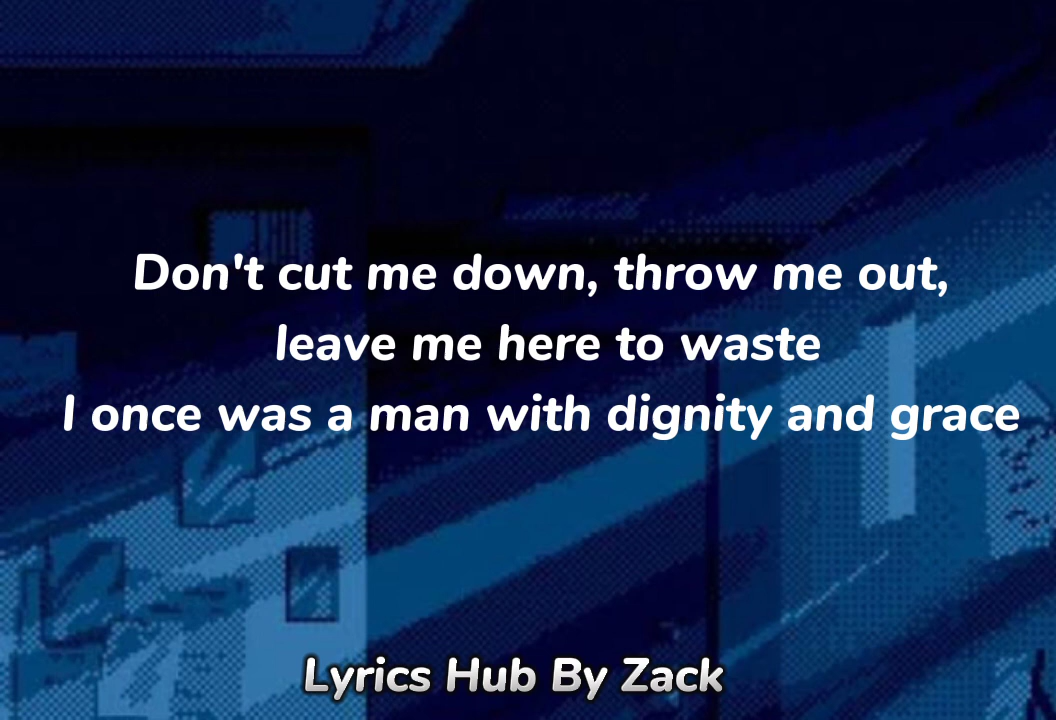 Don't cut me down, throw me out,
leave me here to waste
I once was a man with dignity and grace
Lyrics Hub By Zack